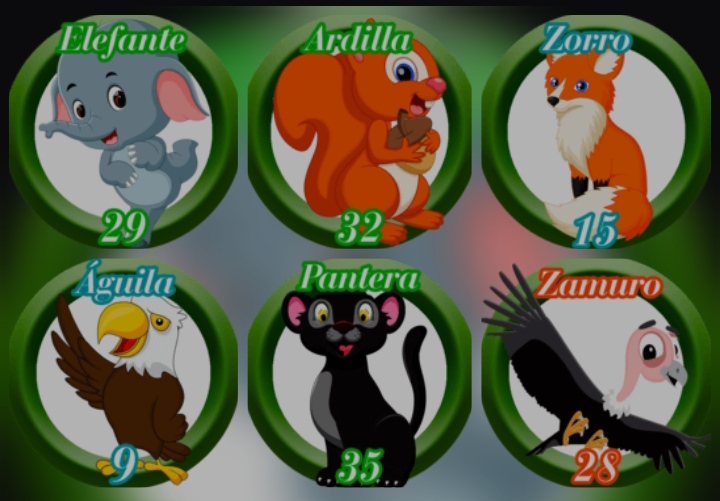 Elefante
29
Ardilla
32
Zorro
15
Águila
9
Pantera
35
Zamuro
28